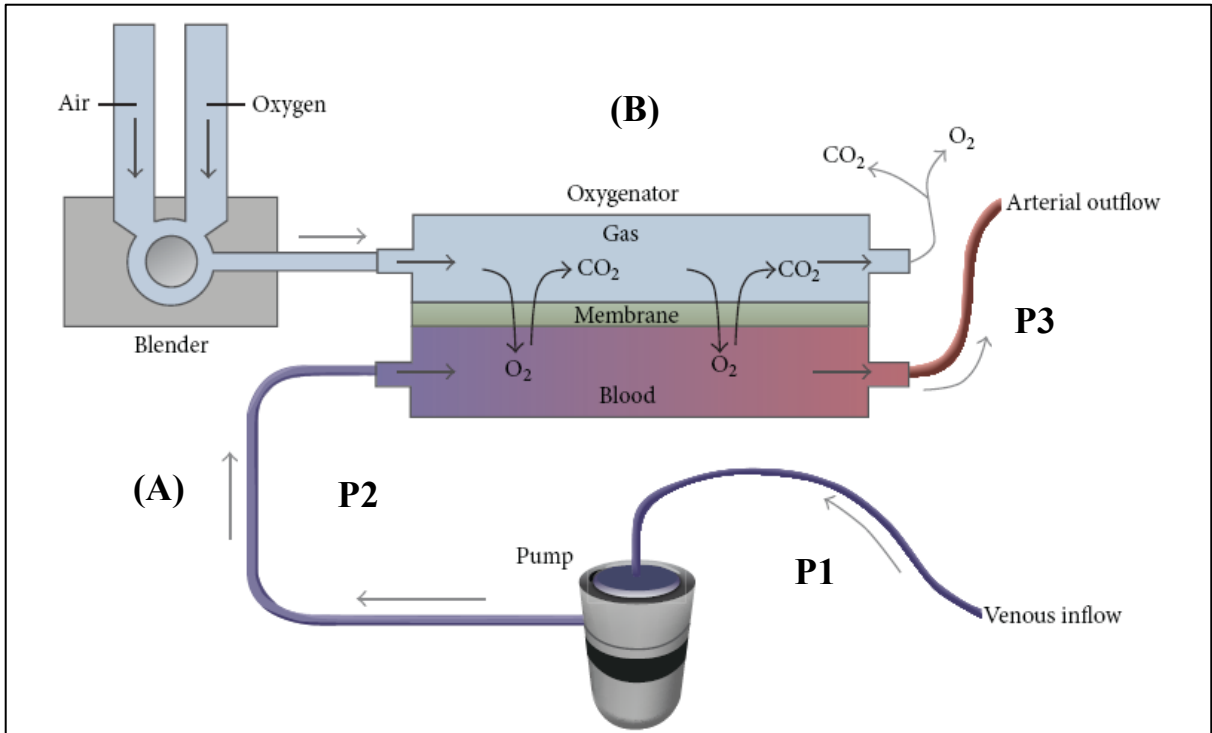 Air
Oxygen
(B)
CO₂
O₂
Oxygenator
Arterial outflow
Gas
CO₂
CO₂
Membrane
P3
Blender
O₂
O₂
Blood
(A)
P2
Pump
P1
Venous inflow